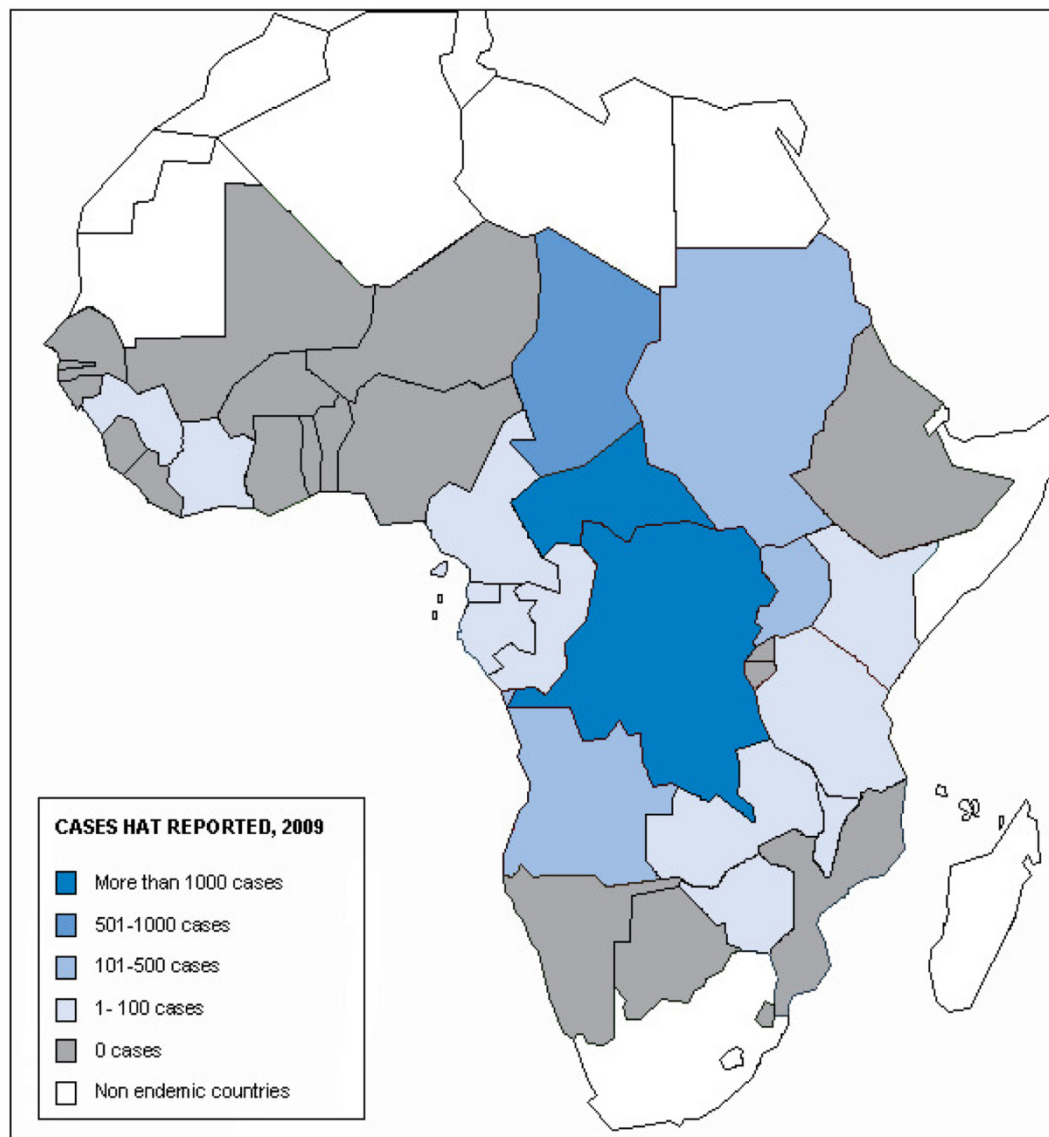 CASES HAT REPORTED, 2009
More than 1000 cases
501-1000 cases
101-500 cases
1- 100 cases
0 cases
Non endemic countries